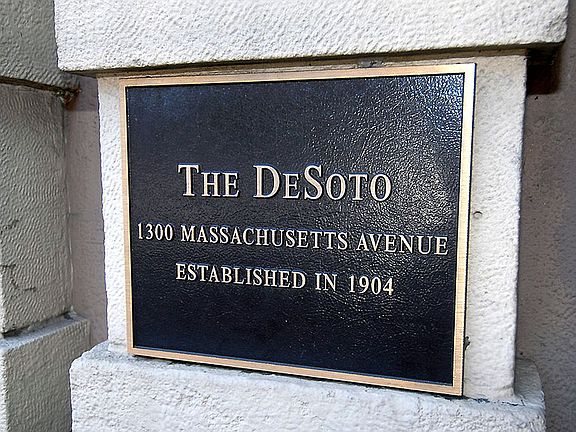 THE DESOTO
1300 MASSACHUSETTS AVENUE
ESTABLISHED IN 1904